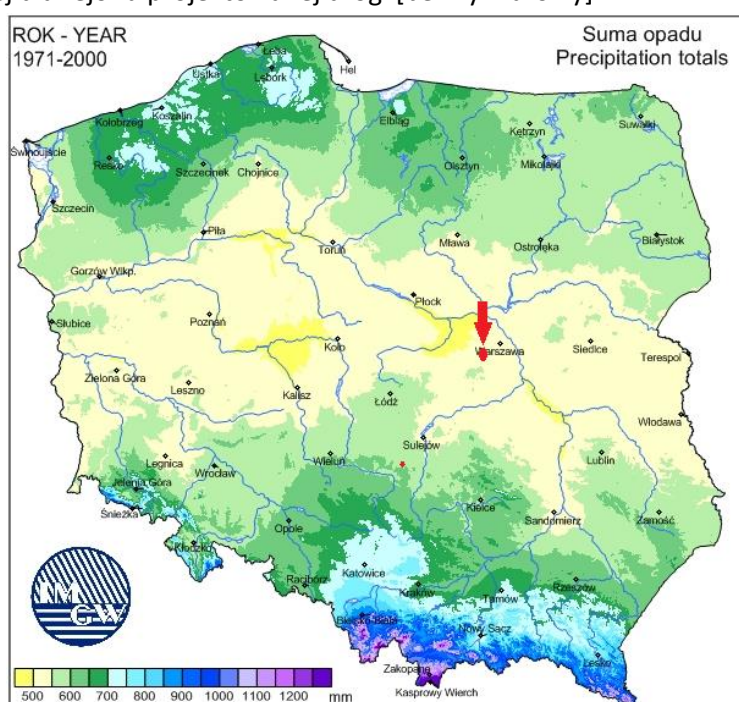 rejonu projektowanej drogi
ROK - YEAR
1971-2000
Suma opadu
Precipitation totals
Łeba
Ustka
Hel
Lębork
Koszalin
Kołobrzeg
Elbląg
Suwałki
Kętrzyn
Świnoujście
Resko
Szczecinek
Chojnice
Olsztyn
Mikołajki
Szczecin
Piła
Toruń
Mława
Ostrołęka
Białystok
Gorzów Wlkp.
Płock
Słubice
Poznań
Koło
Warszawa
Siedlce
Terespol
Zielona Góra
Leszno
Kalisz
Łódź
Włodawa
Sulejów
Legnica
Wrocław
Wieluń
Lublin
Jelenia Góra
Śnieżka
Opole
Kielce
Sandomierz
Zamość
Kłodzko
Racibórz
Katowice
Kraków
Tarnów
Rzeszów
Bielsko-Biała
Nowy Sącz
Lesko
Zakopane
Kasprowy Wierch
IMGW
500 600 700 800 900 1000 1100 1200 mm